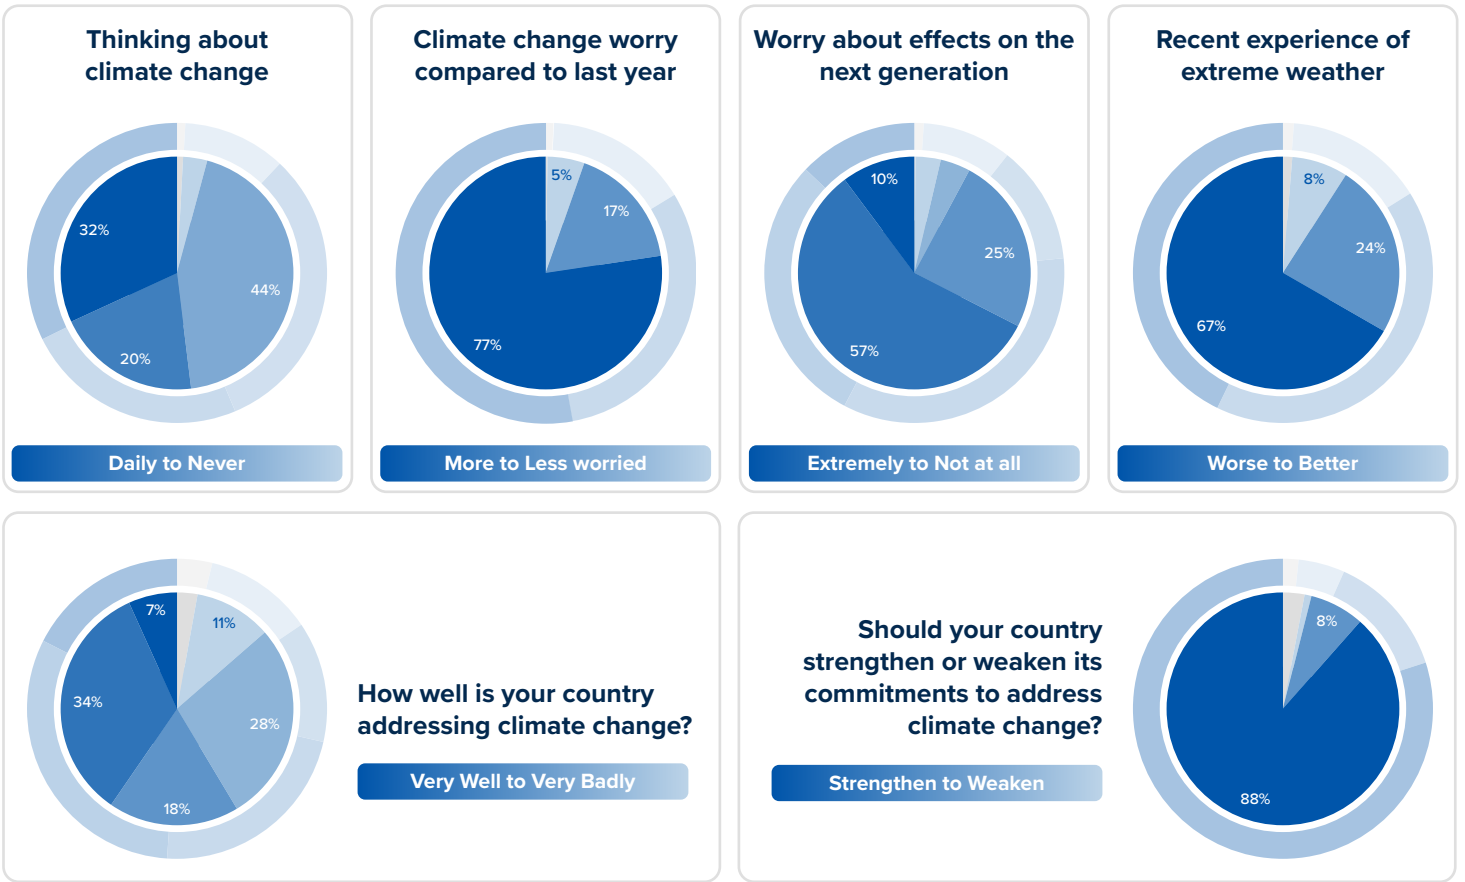 Thinking about
climate change
32%
44%
20%
Daily to Never
Climate change worry
compared to last year
5%
17%
77%
More to Less worried
Worry about effects on the
next generation
10%
25%
57%
Extremely to Not at all
Recent experience of
extreme weather
8%
24%
67%
Worse to Better
7%
11%
34%
28%
18%
How well is your country
addressing climate change?
Very Well to Very Badly
Should your country
strengthen or weaken its
commitments to address
climate change?
Strengthen to Weaken
8%
88%